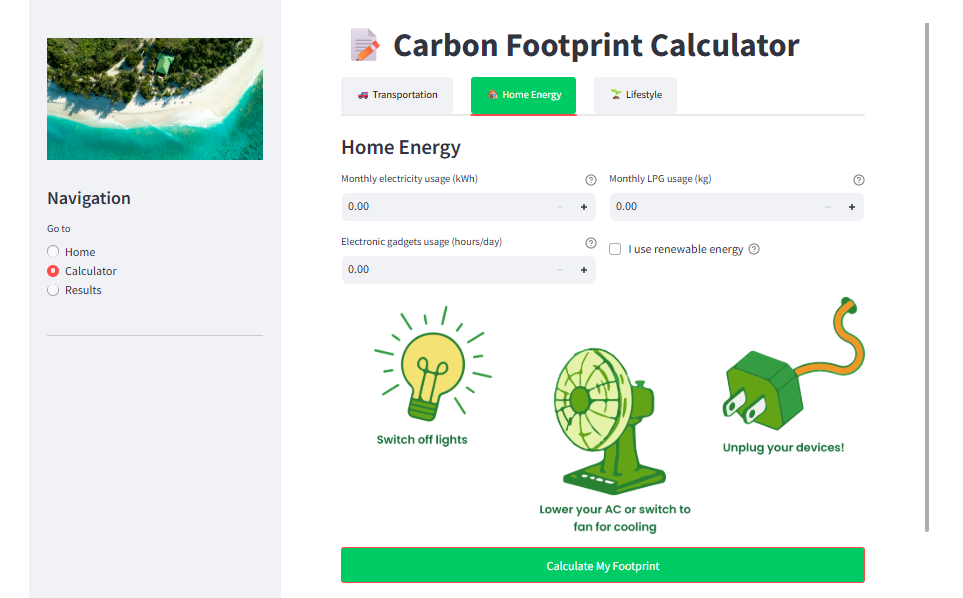 Navigation
Go to
Home
Calculator
Results
Carbon Footprint Calculator
Transportation
Home Energy
Lifestyle
Home Energy
Monthly electricity usage (kWh)
Monthly LPG usage (kg)
0.00
0.00
Electronic gadgets usage (hours/day)
I use renewable energy
0.00
Switch off lights
Unplug your devices!
Lower your AC or switch to
fan for cooling
Calculate My Footprint